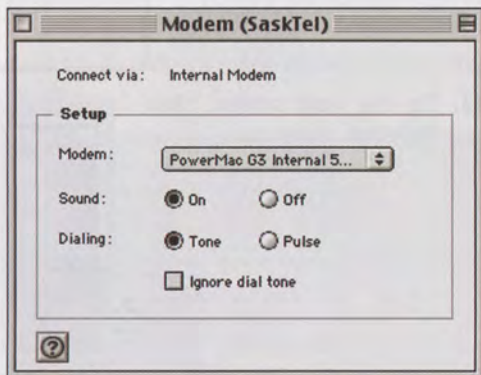 Modem (SaskTel)
Connect via: Internal Modem
Setup
Modem: PowerMac G3 Internal 5...
Sound: On Off
Dialing: Tone Pulse
Ignore dial tone
?